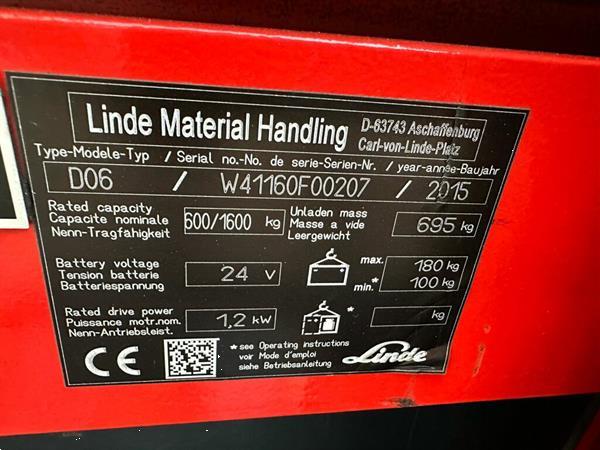 Linde Material Handling D-63743 Aschaffenburg
Carl-von-Linde-Platz
Type-Modele-Typ / Serial no.-No. de serie-Serien-Nr. / year-année-Baujahr
D06 / W41160F00207 / 2015
Rated capacity
Capacite nominale
Nenn-Tragfähigkeit
600/1600 kg
Unladen mass
Masse a vide
Leergewicht
695 kg
Battery voltage
Tension batterie
Batteriespannung
24 V
max. 180 kg
min.* 100 kg
Rated drive power
Puissance motr.nom.
Nenn-Antriebsleist.
1,2 kW
kg
CE
*see Operating instructions
voir Mode d'emploi
siehe Betriebsanleitung
Linde